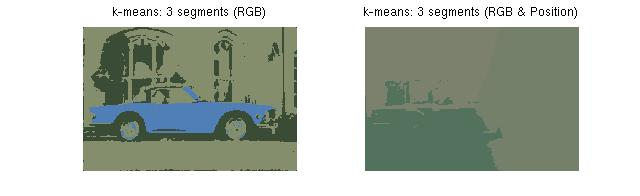 k-means: 3 segments (RGB)
k-means: 3 segments (RGB & Position)